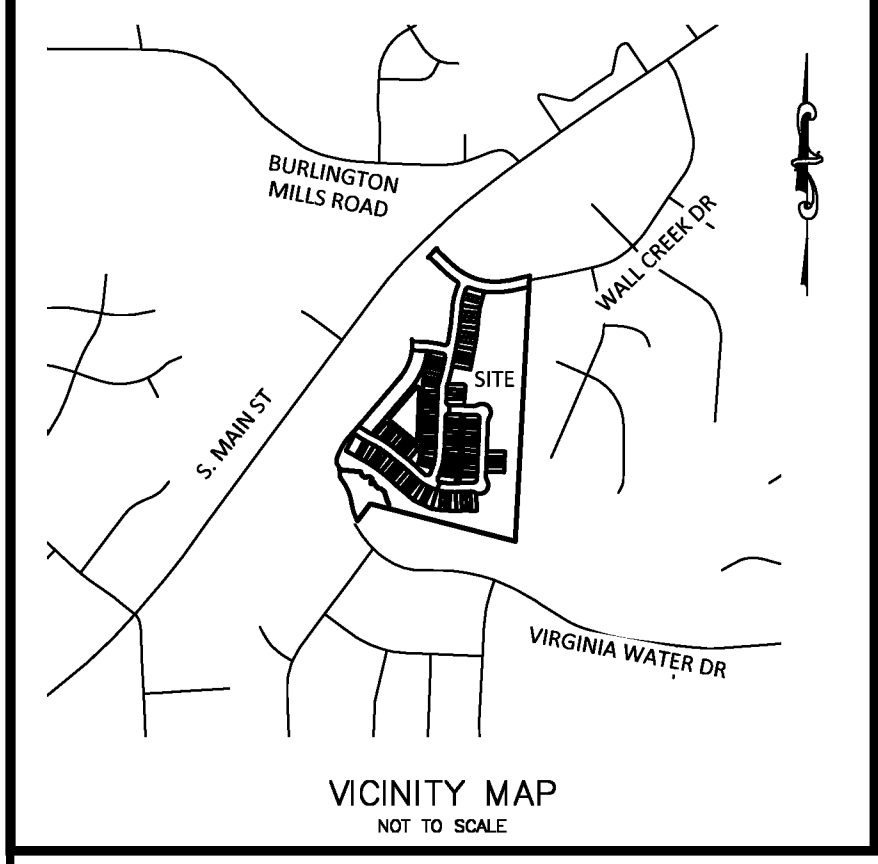 BURLINGTON
MILLS ROAD
WALL CREEK DR
SITE
S. MAIN ST
VIRGINIA WATER DR
VICINITY MAP
NOT TO SCALE